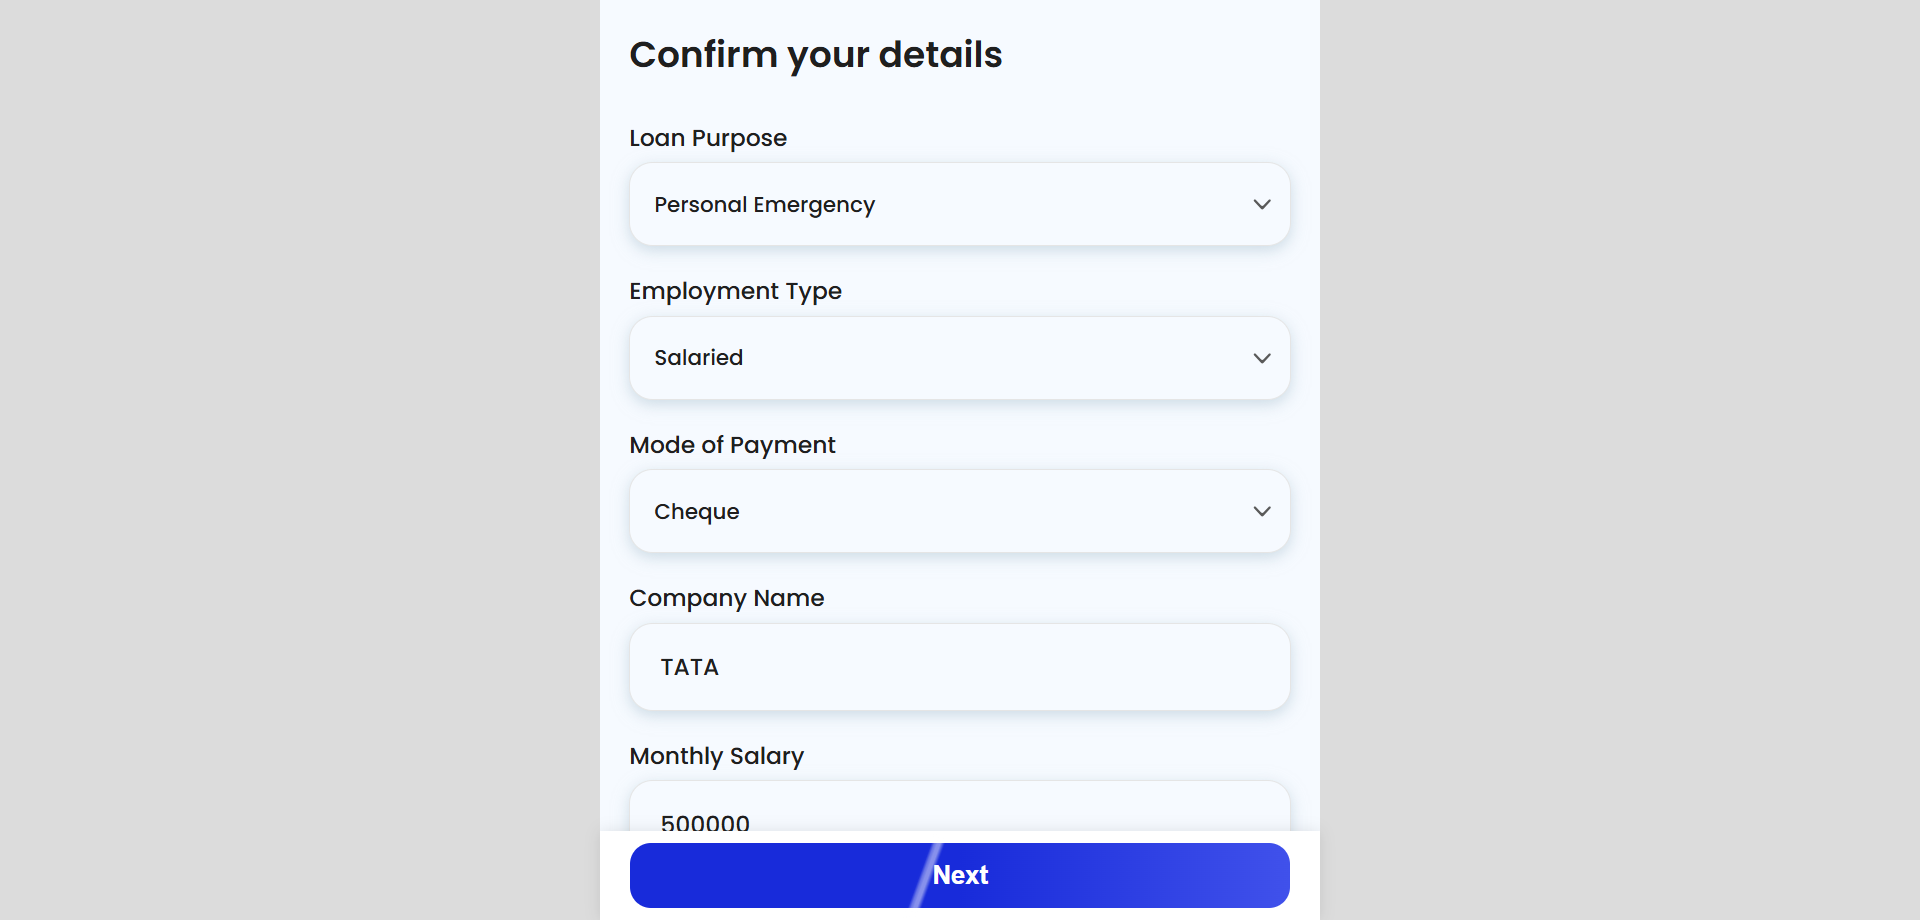 Confirm your details
Loan Purpose
Personal Emergency
Employment Type
Salaried
Mode of Payment
Cheque
Company Name
TATA
Monthly Salary
500000
Next